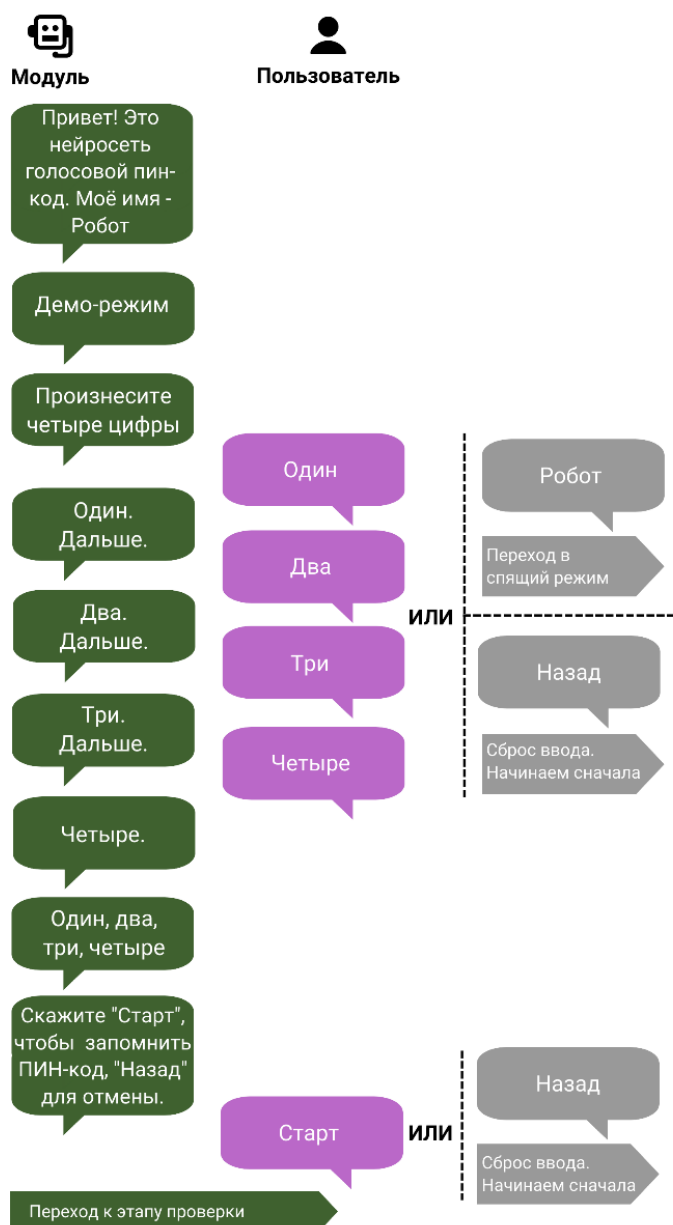 Модуль
Пользователь
Привет! Это
нейросеть
голосовой пин-
код. Моё имя -
Робот
Демо-режим
Произнесите
четыре цифры
Один
Робот
Один.
Дальше.
Переход в
спящий режим
Два
ИЛИ
Два.
Дальше.
Три
Назад
Три.
Дальше.
Сброс ввода.
Начинаем сначала
Четыре
Четыре.
Один, два,
три, четыре
Скажите "Старт",
чтобы запомнить
ПИН-код, "Назад"
для отмены.
Назад
Старт
ИЛИ
Сброс ввода.
Начинаем сначала
Переход к этапу проверки